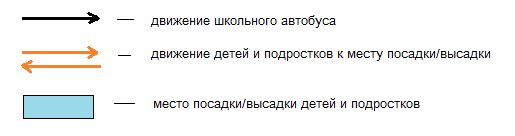 — движение школьного автобуса
— движение детей и подростков к месту посадки/высадки
— место посадки/высадки детей и подростков